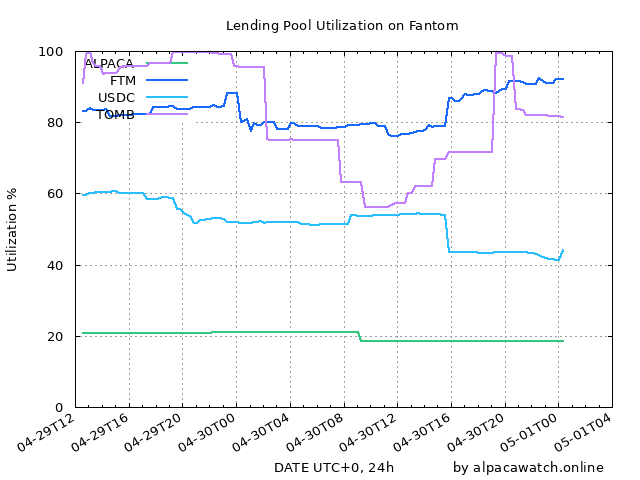 Lending Pool Utilization on Fantom
Utilization %
100
80
60
40
20
0
ALPACA
FTM
USDC
TOMB
04-29T12
04-29T16
04-29T20
04-30T00
04-30T04
04-30T08
04-30T12
04-30T16
04-30T20
05-01T00
05-01T04
DATE UTC+0, 24h
by alpacawatch.online